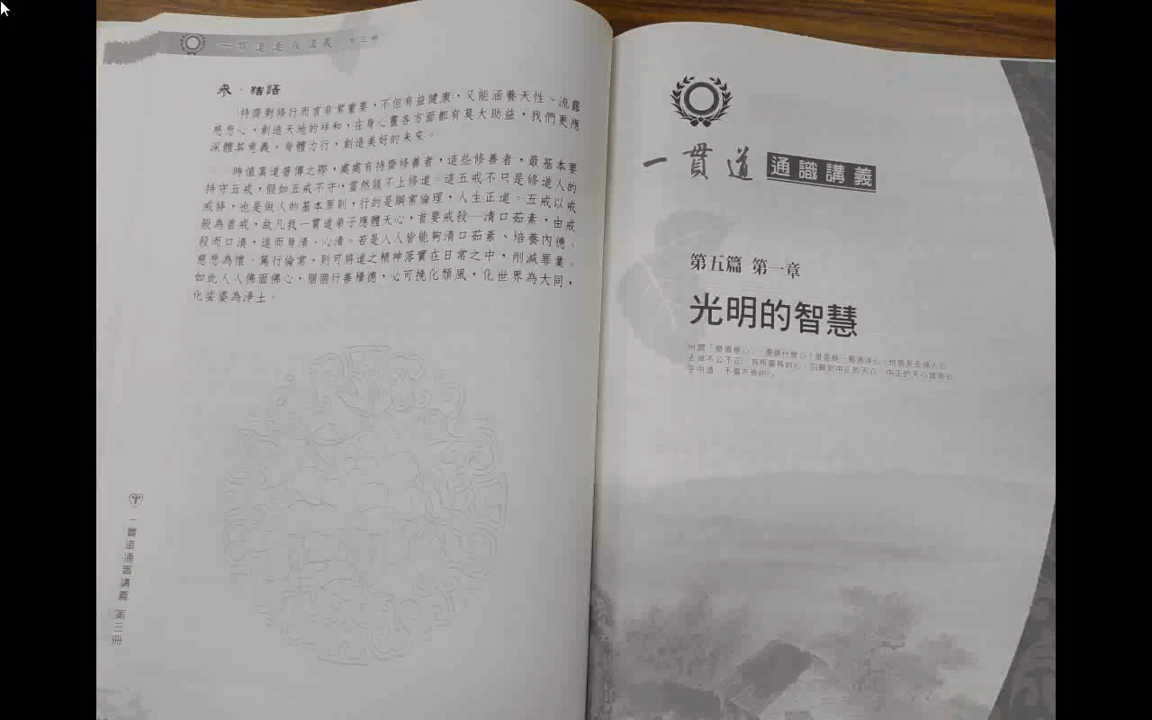 一貫道通識講義 第三冊
參、結語
持齋對修行而言非常重要，不但有益健康，又能涵養天性、流露
慈悲心，創造天地的祥和，在身心靈各方面都有莫大助益，我們更應
深體其意義，身體力行，創造美好的未來。
時值真道普傳之際，處處有持齋修善者，這些修善者，最基本要
持守五戒，假如五戒不守，當然談不上修道。這五戒不只是修道人的
戒條，也是做人的基本原則，行的是綱常倫理，人生正道。五戒以戒
殺為首戒，故凡我一貫道弟子應體天心，首要戒殺—清口茹素，由戒
殺而口清，進而身清、心清。若是人人皆能夠清口茹素、培養內德、
慈悲為懷、篤行倫常，則可將道之精神落實在日常之中，削減罪業。
如此人人佛面佛心，個個行善積德，必可挽化頹風，化世界為大同，
化娑婆為淨土。
一貫道通識講義 第三冊
一貫道 通識講義
第五篇 第一章
光明的智慧